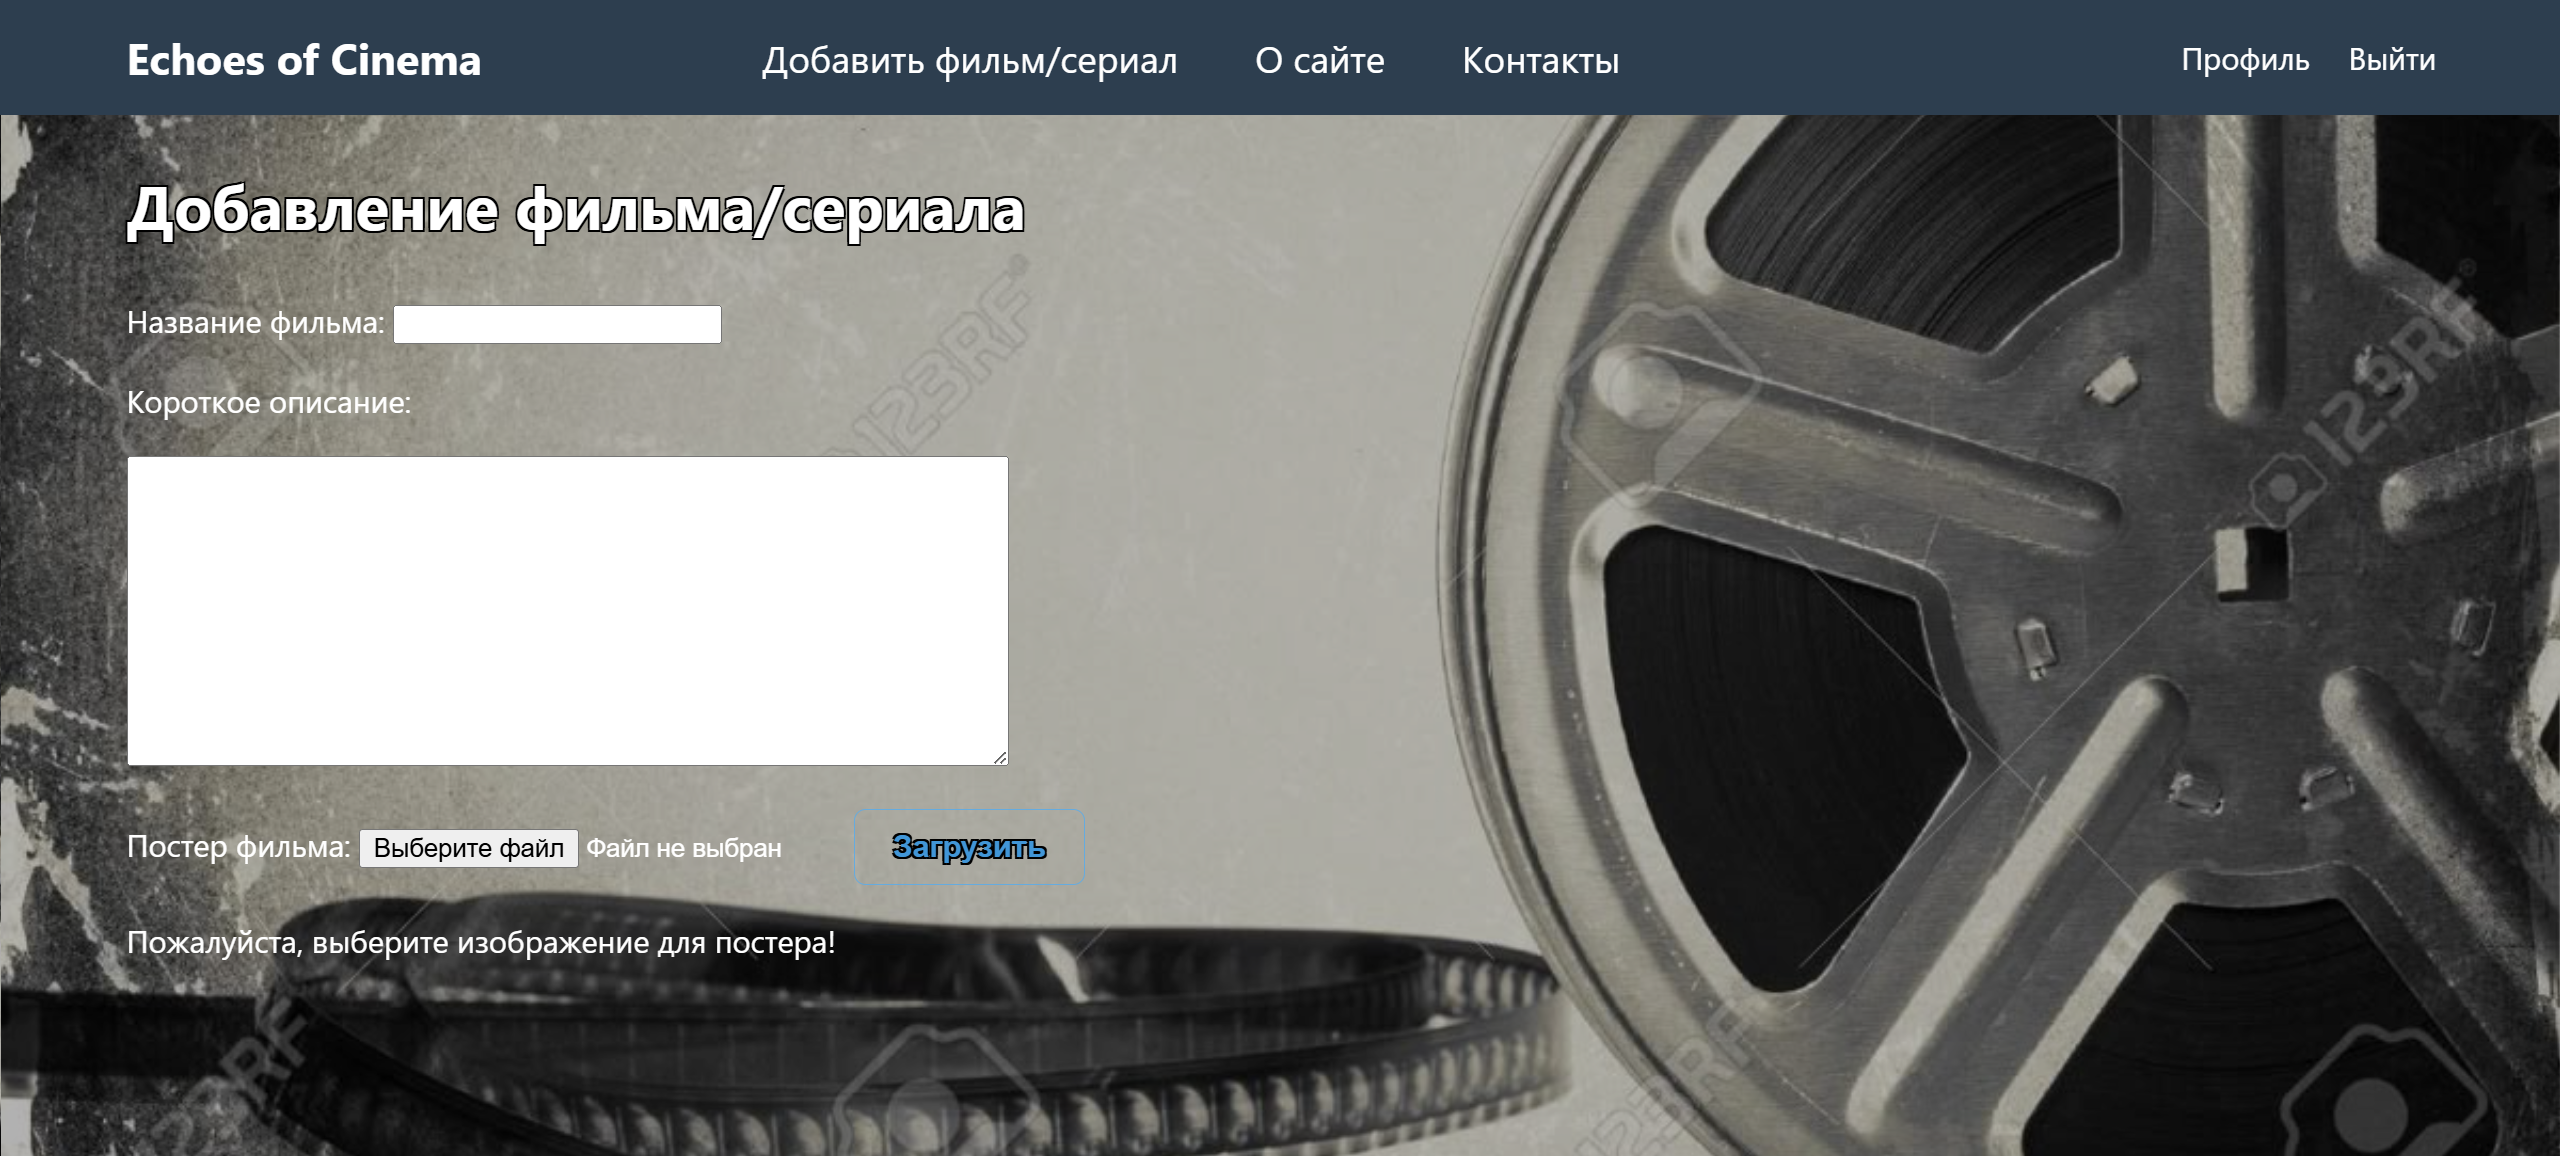 Echoes of Cinema
Добавить фильм/сериал
О сайте
Контакты
Профиль
Выйти
Добавление фильма/сериала
Название фильма:
Короткое описание:
Постер фильма: Выберите файл Файл не выбран
Загрузить
Пожалуйста, выберите изображение для постера!
123RF
123RF
123RF
123RF